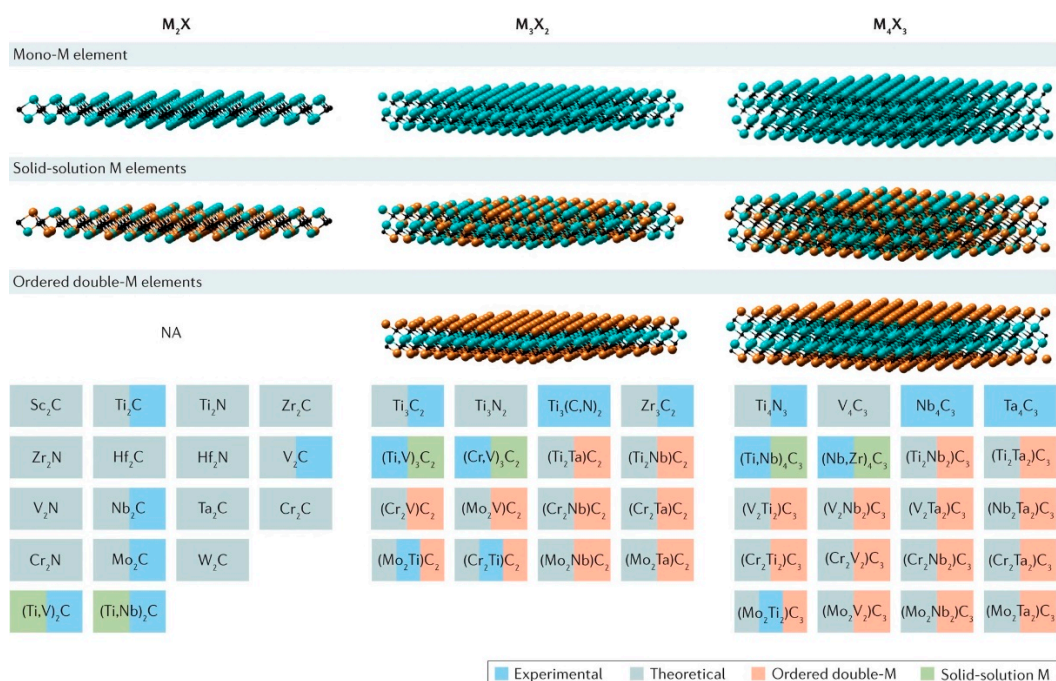 M₂X M₃X₂ M₄X₃
Mono-M element
Solid-solution M elements
Ordered double-M elements
NA
Sc₂C Ti₂C Ti₂N Zr₂C Ti₃C₂ Ti₃N₂ Ti₃(C,N)₂ Zr₃C₂ Ti₄N₃ V₄C₃ Nb₄C₃ Ta₄C₃
Zr₂N Hf₂C Hf₂N V₂C (Ti,V)₃C₂ (Cr,V)₃C₂ (Ti₂Ta)C₂ (Ti₂Nb)C₂ (Ti,Nb)₄C₃ (Nb,Zr)₄C₃ (Ti₂Nb₂)C₃ (Ti₂Ta₂)C₃
V₂N Nb₂C Ta₂C Cr₂C (Cr₂V)C₂ (Mo₂V)C₂ (Cr₂Nb)C₂ (Cr₂Ta)C₂ (V₂Ti₂)C₃ (V₂Nb₂)C₃ (V₂Ta₂)C₃ (Nb₂Ta₂)C₃
Cr₂N Mo₂C W₂C (Mo₂Ti)C₂ (Cr₂Ti)C₂ (Mo₂Nb)C₂ (Mo₂Ta)C₂ (Cr₂Ti₂)C₃ (Cr₂V₂)C₃ (Cr₂Nb₂)C₃ (Cr₂Ta₂)C₃
(Ti,V)₂C (Ti,Nb)₂C (Mo₂Ti₂)C₃ (Mo₂V₂)C₃ (Mo₂Nb₂)C₃ (Mo₂Ta₂)C₃
Experimental Theoretical Ordered double-M Solid-solution M